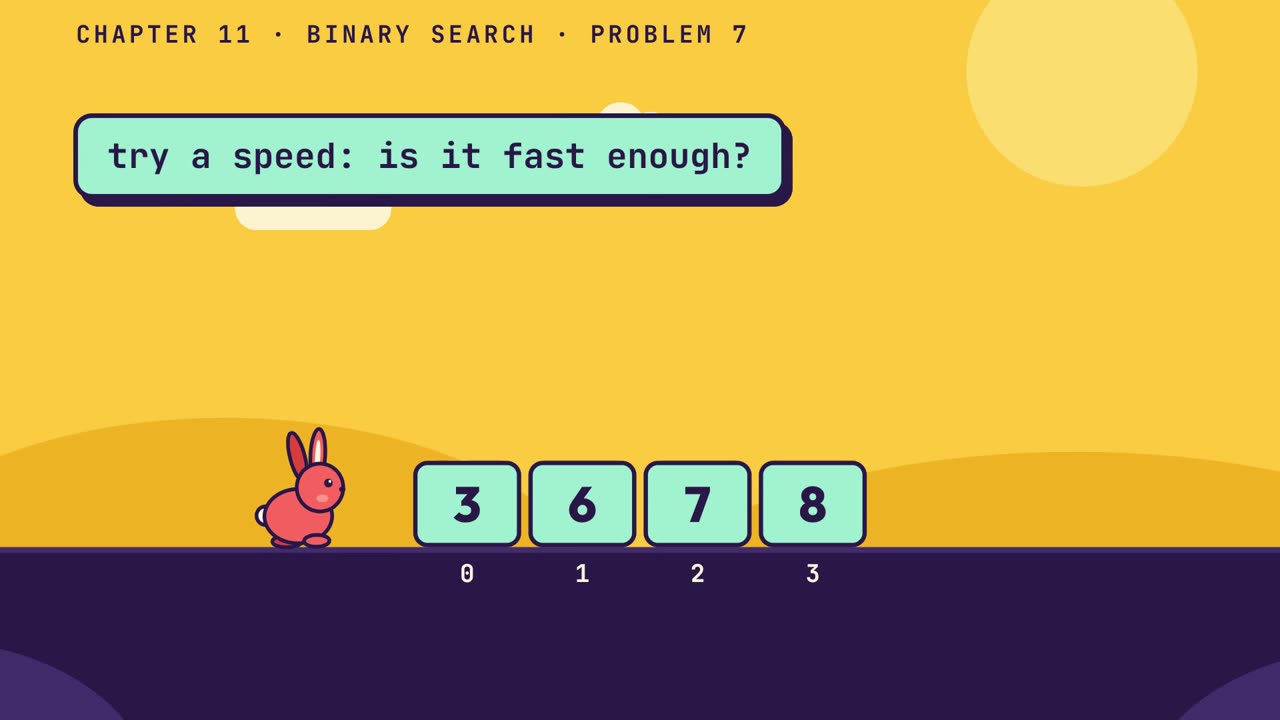 CHAPTER 11 · BINARY SEARCH · PROBLEM 7
try a speed: is it fast enough?
3 6 7 8
0 1 2 3